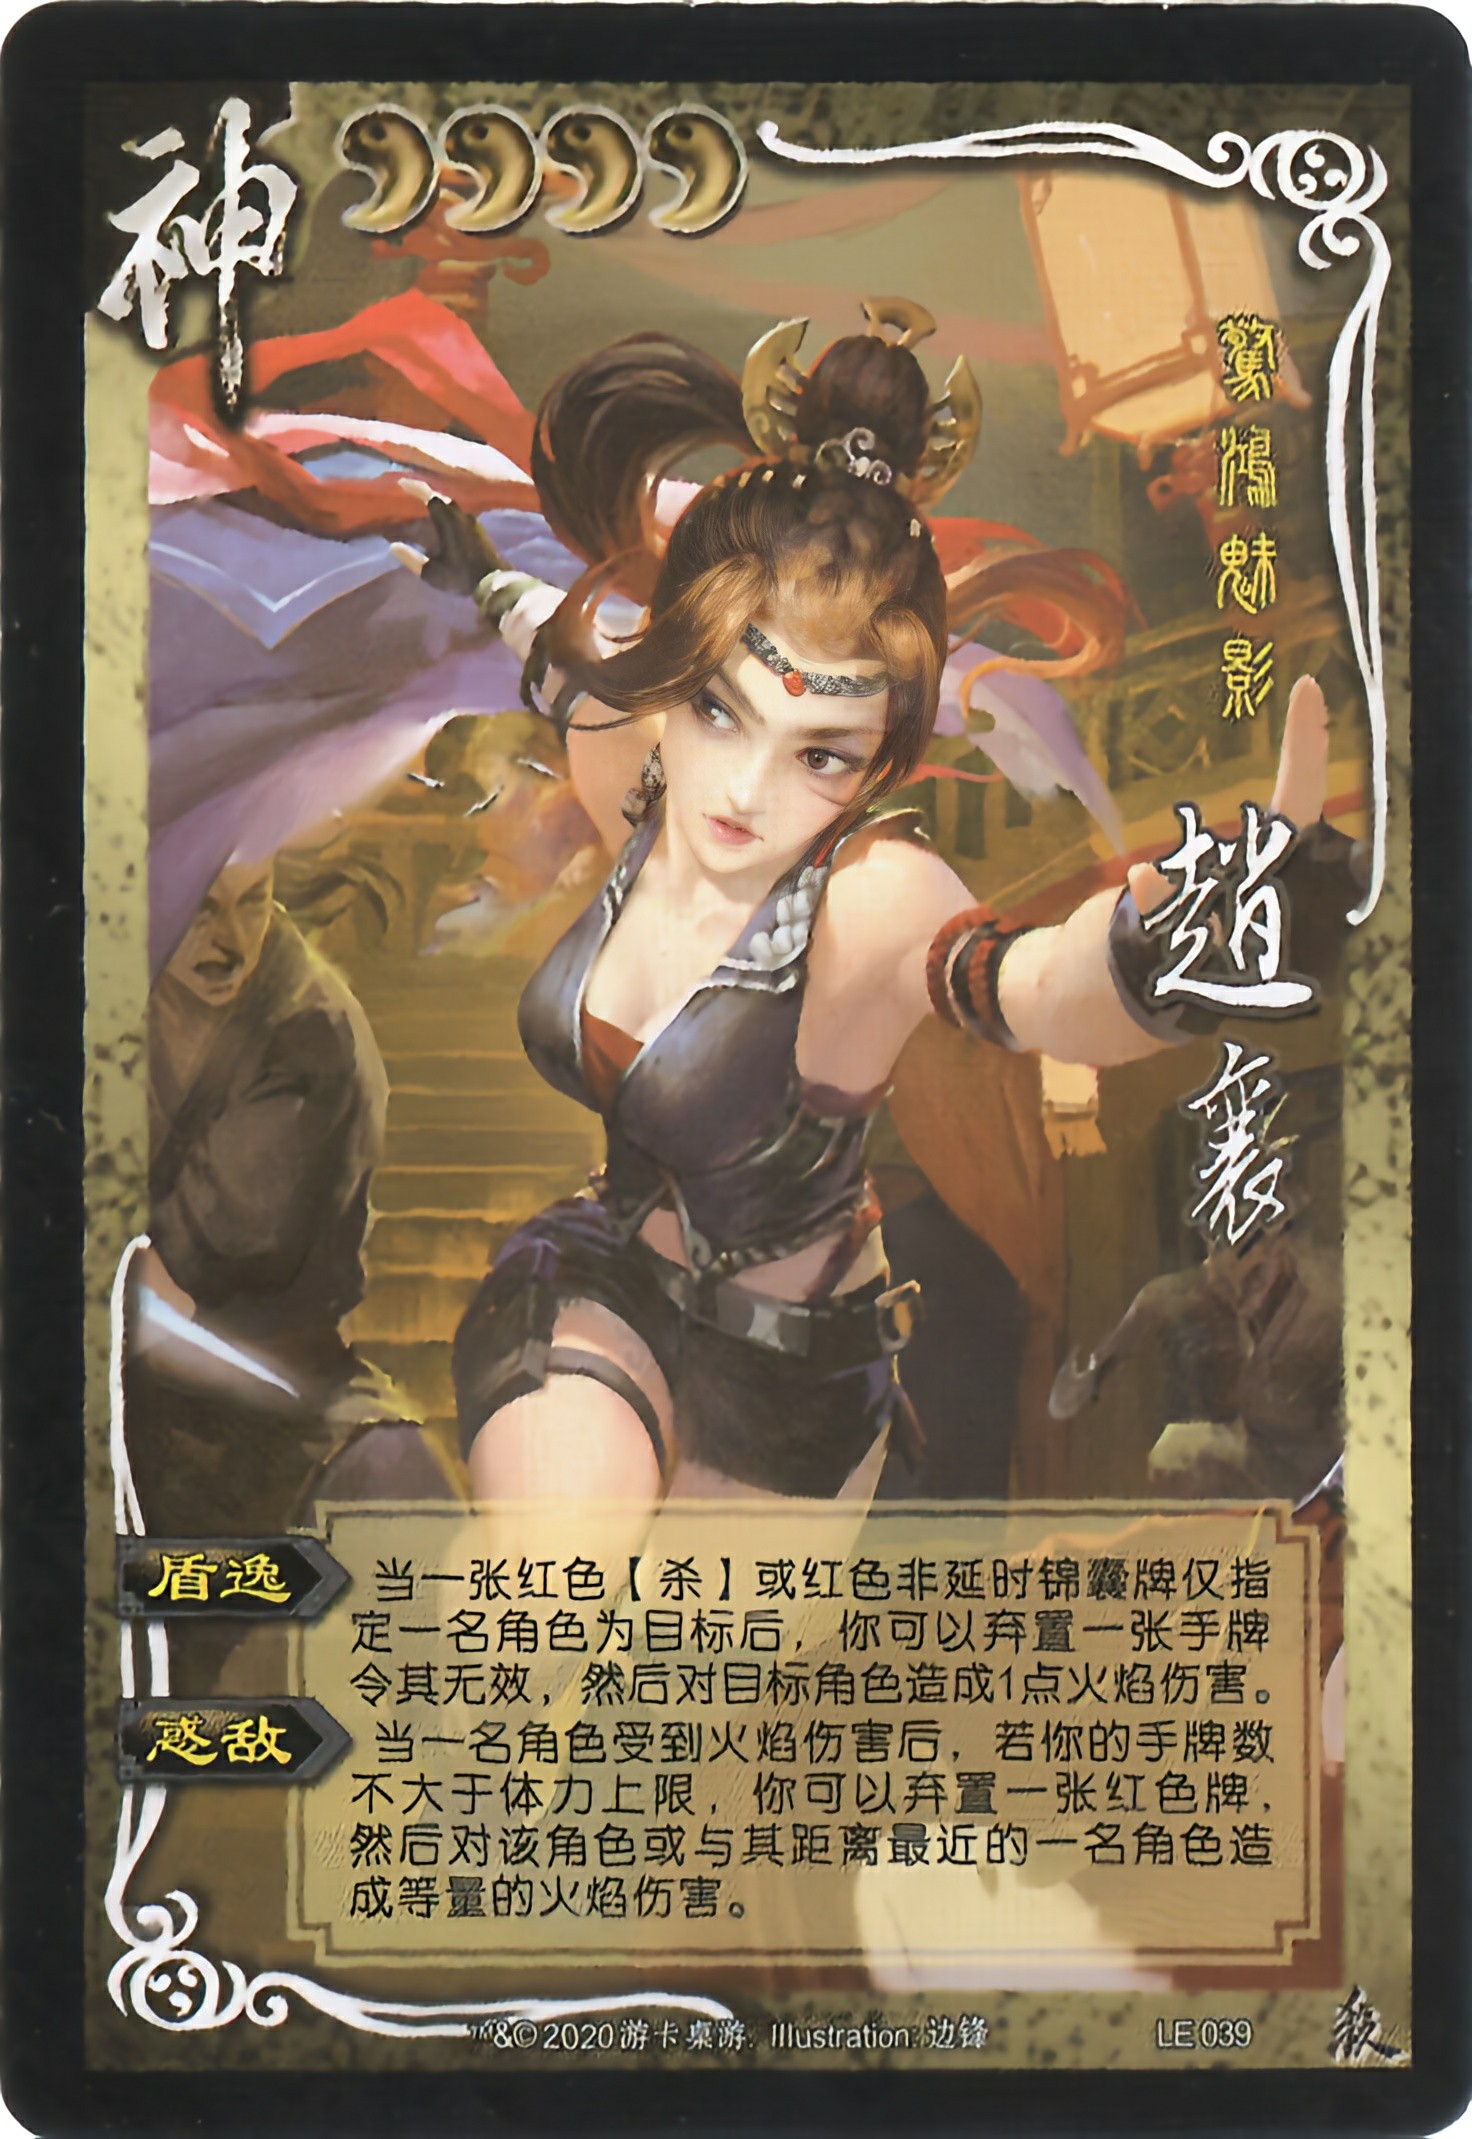 神
驚鴻魅影
趙襄
盾逸
当一张红色【杀】或红色非延时锦囊牌仅指
定一名角色为目标后，你可以弃置一张手牌
令其无效，然后对目标角色造成1点火焰伤害。
惑敌
当一名角色受到火焰伤害后，若你的手牌数
不大于体力上限，你可以弃置一张红色牌，
然后对该角色或与其距离最近的一名角色造
成等量的火焰伤害。
™&©2020游卡桌游. Illustration:边锋
LE 039